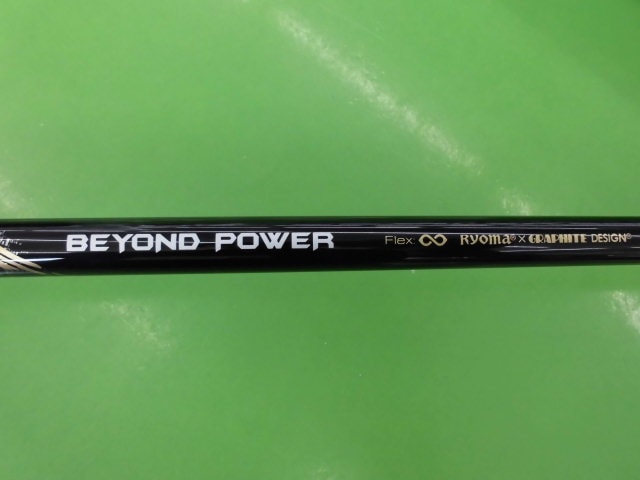 BEYOND POWER Flex: ∞ RYOMA® × GRAPHITE DESIGN®